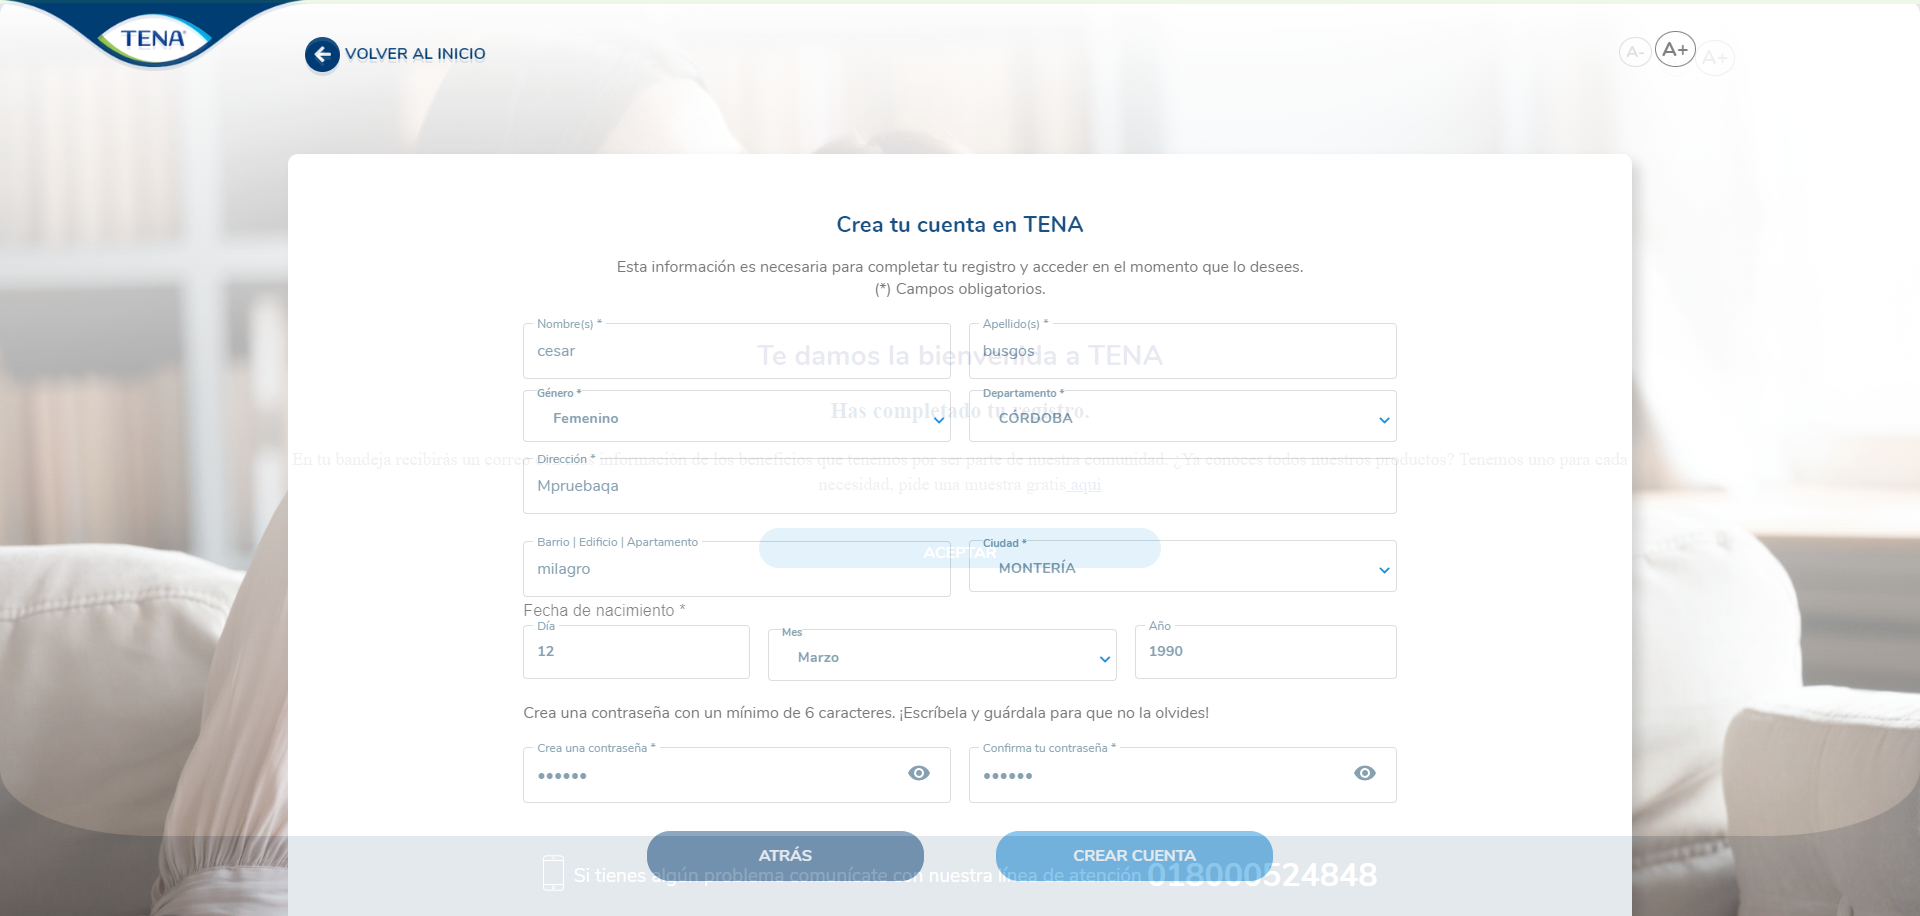 TENA
VOLVER AL INICIO
A-
A+
A+
Crea tu cuenta en TENA
Esta información es necesaria para completar tu registro y acceder en el momento que lo desees.
(*) Campos obligatorios.
Nombre(s) *
cesar
Apellido(s) *
busgos
Te damos la bienvenida a TENA
Género *
Femenino
Departamento *
CÓRDOBA
Has completado tu registro.
Dirección *
Mpruebaqa
En tu bandeja recibirás un correo información de los beneficios que tenemos por ser parte de nuestra comunidad. ¿Ya conoces todos nuestros productos? Tenemos uno para cada
necesidad, pide una muestra gratis aquí
Barrio | Edificio | Apartamento
milagro
ACEPTAR
Ciudad *
MONTERÍA
Fecha de nacimiento *
Día
12
Mes
Marzo
Año
1990
Crea una contraseña con un mínimo de 6 caracteres. ¡Escríbela y guárdala para que no la olvides!
Crea una contraseña *
••••••
Confirma tu contraseña *
••••••
ATRÁS
CREAR CUENTA
Si tienes algún problema comunícate con nuestra línea de atención 018000524848